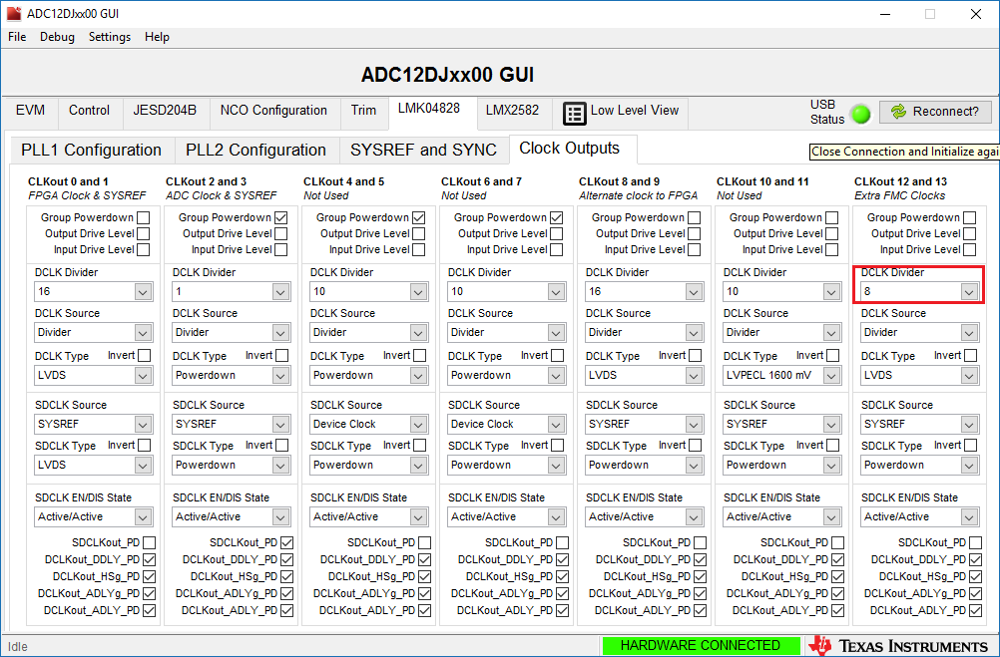 ADC12DJxx00 GUI
File Debug Settings Help
ADC12DJxx00 GUI
EVM Control JESD204B NCO Configuration Trim LMK04828 LMX2582 Low Level View USB Status Reconnect?
PLL1 Configuration PLL2 Configuration SYSREF and SYNC Clock Outputs Close Connection and Initialize agai
CLKout 0 and 1 CLKout 2 and 3 CLKout 4 and 5 CLKout 6 and 7 CLKout 8 and 9 CLKout 10 and 11 CLKout 12 and 13
FPGA Clock & SYSREF ADC Clock & SYSREF Not Used Not Used Alternate clock to FPGA Not Used Extra FMC Clocks
Group Powerdown Group Powerdown Group Powerdown Group Powerdown Group Powerdown Group Powerdown Group Powerdown
Output Drive Level Output Drive Level Output Drive Level Output Drive Level Output Drive Level Output Drive Level Output Drive Level
Input Drive Level Input Drive Level Input Drive Level Input Drive Level Input Drive Level Input Drive Level Input Drive Level
DCLK Divider DCLK Divider DCLK Divider DCLK Divider DCLK Divider DCLK Divider DCLK Divider
16 1 10 10 16 10 8
DCLK Source DCLK Source DCLK Source DCLK Source DCLK Source DCLK Source DCLK Source
Divider Divider Divider Divider Divider Divider Divider
DCLK Type Invert DCLK Type Invert DCLK Type Invert DCLK Type Invert DCLK Type Invert DCLK Type Invert DCLK Type Invert
LVDS Powerdown Powerdown Powerdown LVDS LVPECL 1600 mV LVDS
SDCLK Source SDCLK Source SDCLK Source SDCLK Source SDCLK Source SDCLK Source SDCLK Source
SYSREF SYSREF Device Clock Device Clock SYSREF SYSREF SYSREF
SDCLK Type Invert SDCLK Type Invert SDCLK Type Invert SDCLK Type Invert SDCLK Type Invert SDCLK Type Invert SDCLK Type Invert
LVDS Powerdown Powerdown Powerdown Powerdown Powerdown Powerdown
SDCLK EN/DIS State SDCLK EN/DIS State SDCLK EN/DIS State SDCLK EN/DIS State SDCLK EN/DIS State SDCLK EN/DIS State SDCLK EN/DIS State
Active/Active Active/Active Active/Active Active/Active Active/Active Active/Active Active/Active
SDCLKout_PD SDCLKout_PD SDCLKout_PD SDCLKout_PD SDCLKout_PD SDCLKout_PD SDCLKout_PD
DCLKout_DDLY_PD DCLKout_DDLY_PD DCLKout_DDLY_PD DCLKout_DDLY_PD DCLKout_DDLY_PD DCLKout_DDLY_PD DCLKout_DDLY_PD
DCLKout_HSg_PD DCLKout_HSg_PD DCLKout_HSg_PD DCLKout_HSg_PD DCLKout_HSg_PD DCLKout_HSg_PD DCLKout_HSg_PD
DCLKout_ADLYg_PD DCLKout_ADLYg_PD DCLKout_ADLYg_PD DCLKout_ADLYg_PD DCLKout_ADLYg_PD DCLKout_ADLYg_PD DCLKout_ADLYg_PD
DCLKout_ADLY_PD DCLKout_ADLY_PD DCLKout_ADLY_PD DCLKout_ADLY_PD DCLKout_ADLY_PD DCLKout_ADLY_PD DCLKout_ADLY_PD
Idle HARDWARE CONNECTED TEXAS INSTRUMENTS